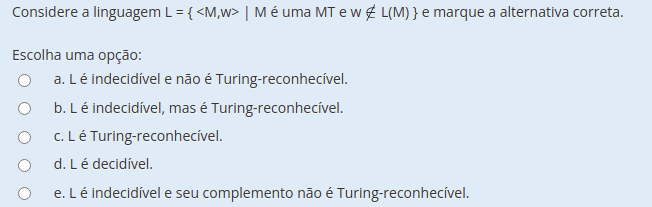 Considere a linguagem L = { <M,w> | M é uma MT e w ∉ L(M) } e marque a alternativa correta.
Escolha uma opção:
a. L é indecidível e não é Turing-reconhecível.
b. L é indecidível, mas é Turing-reconhecível.
c. L é Turing-reconhecível.
d. L é decidível.
e. L é indecidível e seu complemento não é Turing-reconhecível.